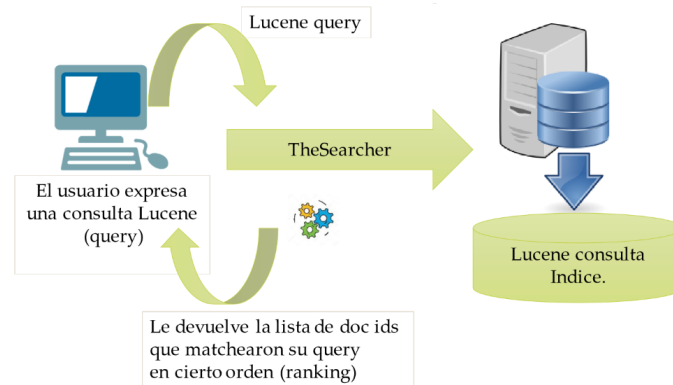 Lucene query
TheSearcher
El usuario expresa
una consulta Lucene
(query)
Lucene consulta
Indice.
Le devuelve la lista de doc ids
que matchearon su query
en cierto orden (ranking)